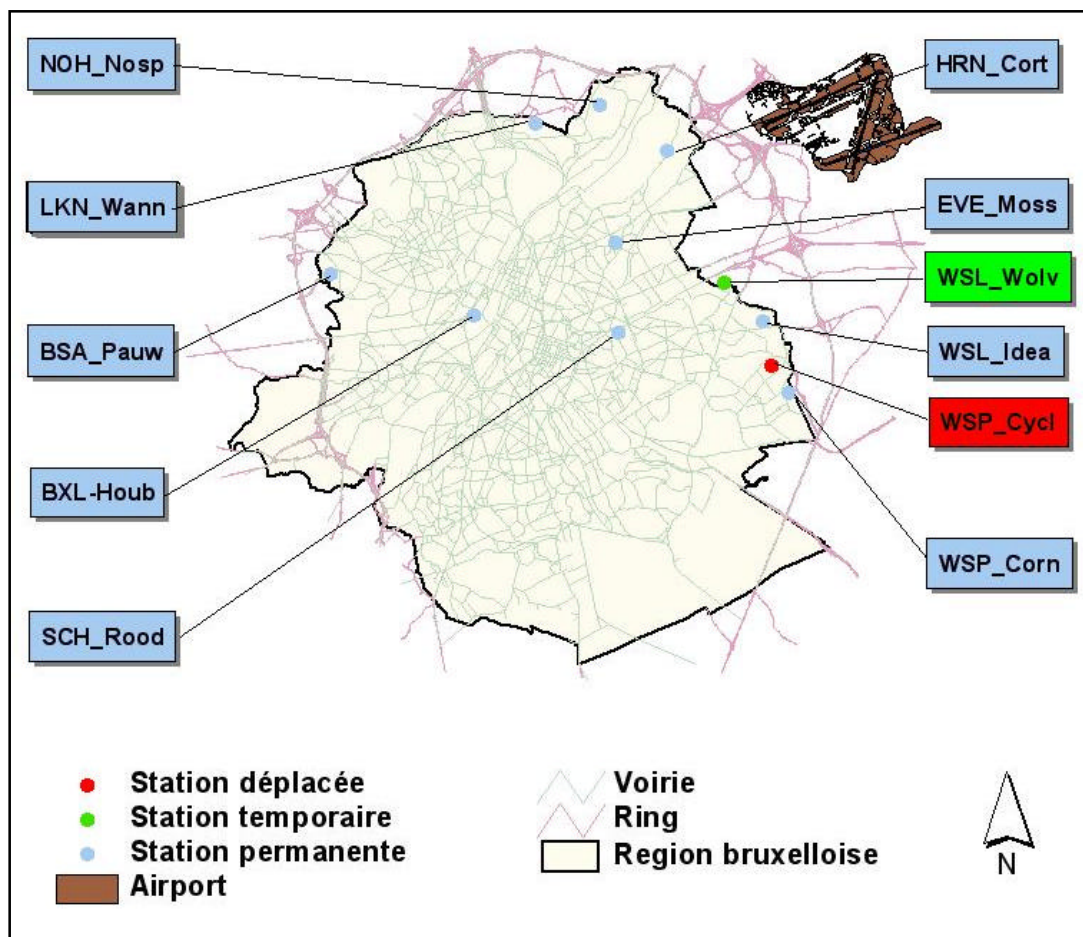 NOH_Nosp
HRN_Cort
LKN_Wann
EVE_Moss
WSL_Wolv
BSA_Pauw
WSL_Idea
WSP_Cycl
BXL-Houb
WSP_Corn
SCH_Rood
Station déplacée
Station temporaire
Station permanente
Airport
Voirie
Ring
Region bruxelloise
N